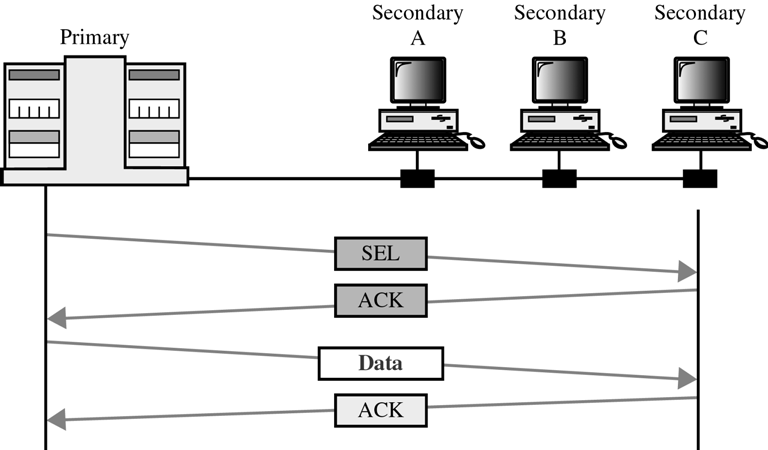 Primary
Secondary
A
Secondary
B
Secondary
C
SEL
ACK
Data
ACK